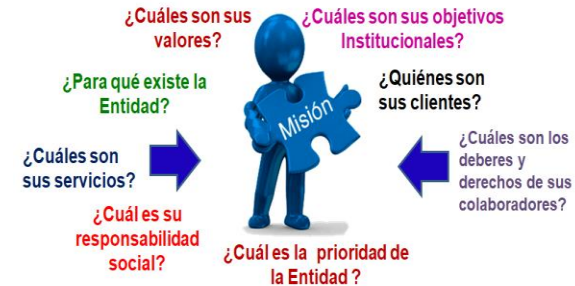 ¿Cuáles son sus
valores?
¿Cuáles son sus objetivos
Institucionales?
¿Para qué existe la
Entidad?
¿Quiénes son
sus clientes?
Misión
¿Cuáles son
sus servicios?
¿Cuáles son los
deberes y
derechos de sus
colaboradores?
¿Cuál es su
responsabilidad
social?
¿Cuál es la prioridad de
la Entidad ?